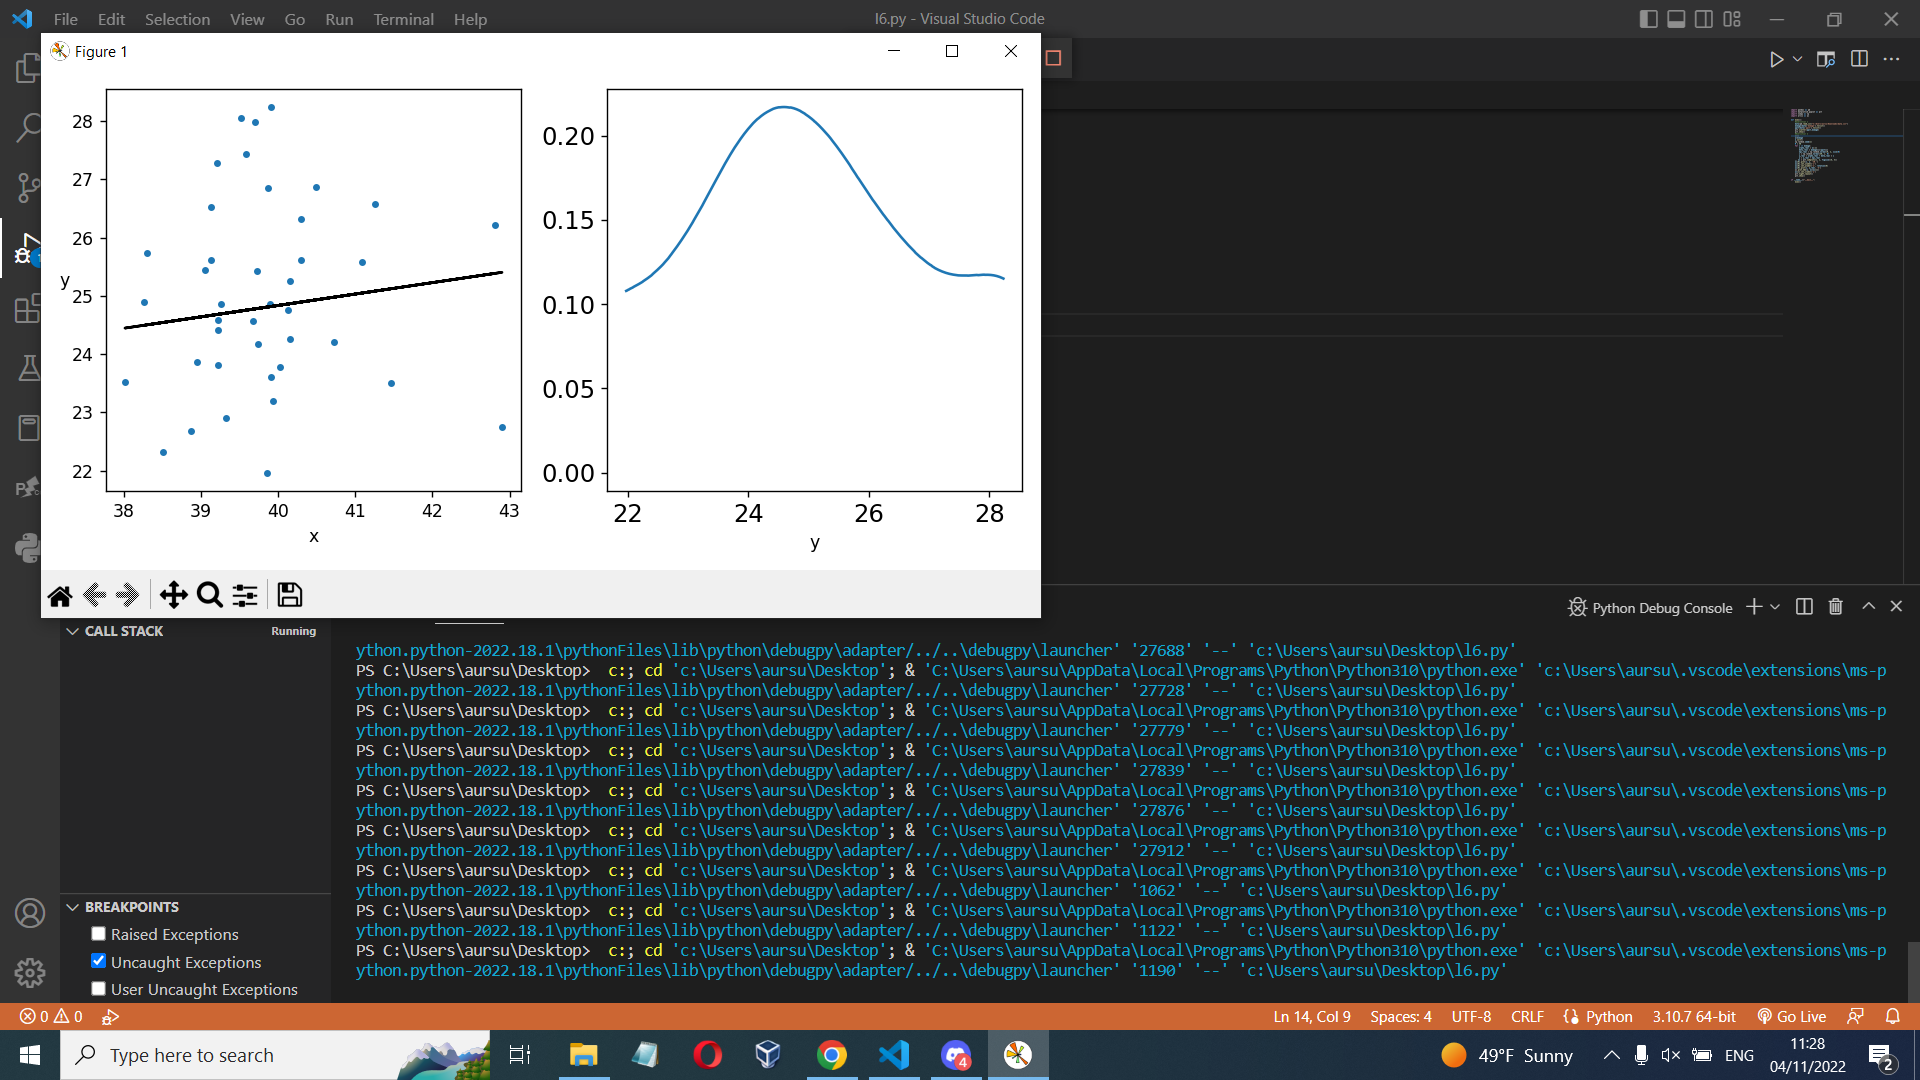 File Edit Selection View Go Run Terminal Help
l6.py - Visual Studio Code
Figure 1
28
27
26
25
24
23
22
y
38 39 40 41 42 43
x
0.20
0.15
0.10
0.05
0.00
22 24 26 28
y
Python Debug Console
CALL STACK
Running
ython.python-2022.18.1\pythonFiles\lib\python\debugpy\adapter/../..\debugpy\launcher' '27688' '--' 'c:\Users\aursu\Desktop\l6.py'
PS C:\Users\aursu\Desktop>  c:; cd 'c:\Users\aursu\Desktop'; & 'C:\Users\aursu\AppData\Local\Programs\Python\Python310\python.exe' 'c:\Users\aursu\.vscode\extensions\ms-p
ython.python-2022.18.1\pythonFiles\lib\python\debugpy\adapter/../..\debugpy\launcher' '27728' '--' 'c:\Users\aursu\Desktop\l6.py'
PS C:\Users\aursu\Desktop>  c:; cd 'c:\Users\aursu\Desktop'; & 'C:\Users\aursu\AppData\Local\Programs\Python\Python310\python.exe' 'c:\Users\aursu\.vscode\extensions\ms-p
ython.python-2022.18.1\pythonFiles\lib\python\debugpy\adapter/../..\debugpy\launcher' '27779' '--' 'c:\Users\aursu\Desktop\l6.py'
PS C:\Users\aursu\Desktop>  c:; cd 'c:\Users\aursu\Desktop'; & 'C:\Users\aursu\AppData\Local\Programs\Python\Python310\python.exe' 'c:\Users\aursu\.vscode\extensions\ms-p
ython.python-2022.18.1\pythonFiles\lib\python\debugpy\adapter/../..\debugpy\launcher' '27839' '--' 'c:\Users\aursu\Desktop\l6.py'
PS C:\Users\aursu\Desktop>  c:; cd 'c:\Users\aursu\Desktop'; & 'C:\Users\aursu\AppData\Local\Programs\Python\Python310\python.exe' 'c:\Users\aursu\.vscode\extensions\ms-p
ython.python-2022.18.1\pythonFiles\lib\python\debugpy\adapter/../..\debugpy\launcher' '27876' '--' 'c:\Users\aursu\Desktop\l6.py'
PS C:\Users\aursu\Desktop>  c:; cd 'c:\Users\aursu\Desktop'; & 'C:\Users\aursu\AppData\Local\Programs\Python\Python310\python.exe' 'c:\Users\aursu\.vscode\extensions\ms-p
ython.python-2022.18.1\pythonFiles\lib\python\debugpy\adapter/../..\debugpy\launcher' '27912' '--' 'c:\Users\aursu\Desktop\l6.py'
PS C:\Users\aursu\Desktop>  c:; cd 'c:\Users\aursu\Desktop'; & 'C:\Users\aursu\AppData\Local\Programs\Python\Python310\python.exe' 'c:\Users\aursu\.vscode\extensions\ms-p
ython.python-2022.18.1\pythonFiles\lib\python\debugpy\adapter/../..\debugpy\launcher' '1062' '--' 'c:\Users\aursu\Desktop\l6.py'
PS C:\Users\aursu\Desktop>  c:; cd 'c:\Users\aursu\Desktop'; & 'C:\Users\aursu\AppData\Local\Programs\Python\Python310\python.exe' 'c:\Users\aursu\.vscode\extensions\ms-p
ython.python-2022.18.1\pythonFiles\lib\python\debugpy\adapter/../..\debugpy\launcher' '1122' '--' 'c:\Users\aursu\Desktop\l6.py'
PS C:\Users\aursu\Desktop>  c:; cd 'c:\Users\aursu\Desktop'; & 'C:\Users\aursu\AppData\Local\Programs\Python\Python310\python.exe' 'c:\Users\aursu\.vscode\extensions\ms-p
ython.python-2022.18.1\pythonFiles\lib\python\debugpy\adapter/../..\debugpy\launcher' '1190' '--' 'c:\Users\aursu\Desktop\l6.py'
BREAKPOINTS
Raised Exceptions
Uncaught Exceptions
User Uncaught Exceptions
0 0
Ln 14, Col 9 Spaces: 4 UTF-8 CRLF Python 3.10.7 64-bit Go Live
Type here to search
4
49°F Sunny
ENG
11:28
04/11/2022
2